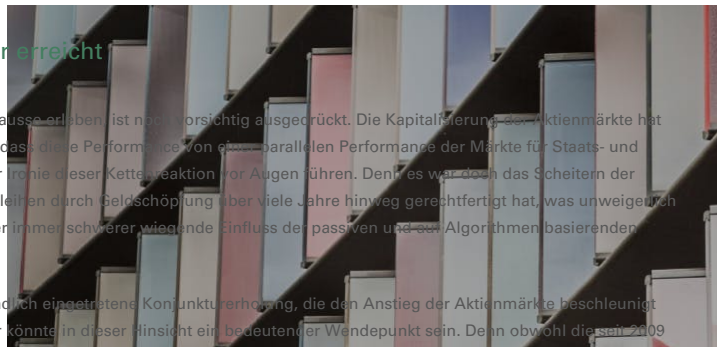 r erreicht
ausse erleben, ist noch vorsichtig ausgedrückt. Die Kapitalisierung der Aktienmärkte hat
dass diese Performance von einer parallelen Performance der Märkte für Staats- und
r Ironie dieser Kettenreaktion vor Augen führen. Denn es war doch das Scheitern der
leihen durch Geldschöpfung über viele Jahre hinweg gerechtfertigt hat, was unweigerlich
er immer schwerer wiegende Einfluss der passiven und auf Algorithmen basierenden
dlich eingetretene Konjunkturerholung, die den Anstieg der Aktienmärkte beschleunigt
r könnte in dieser Hinsicht ein bedeutender Wendepunkt sein. Denn obwohl die seit 2009